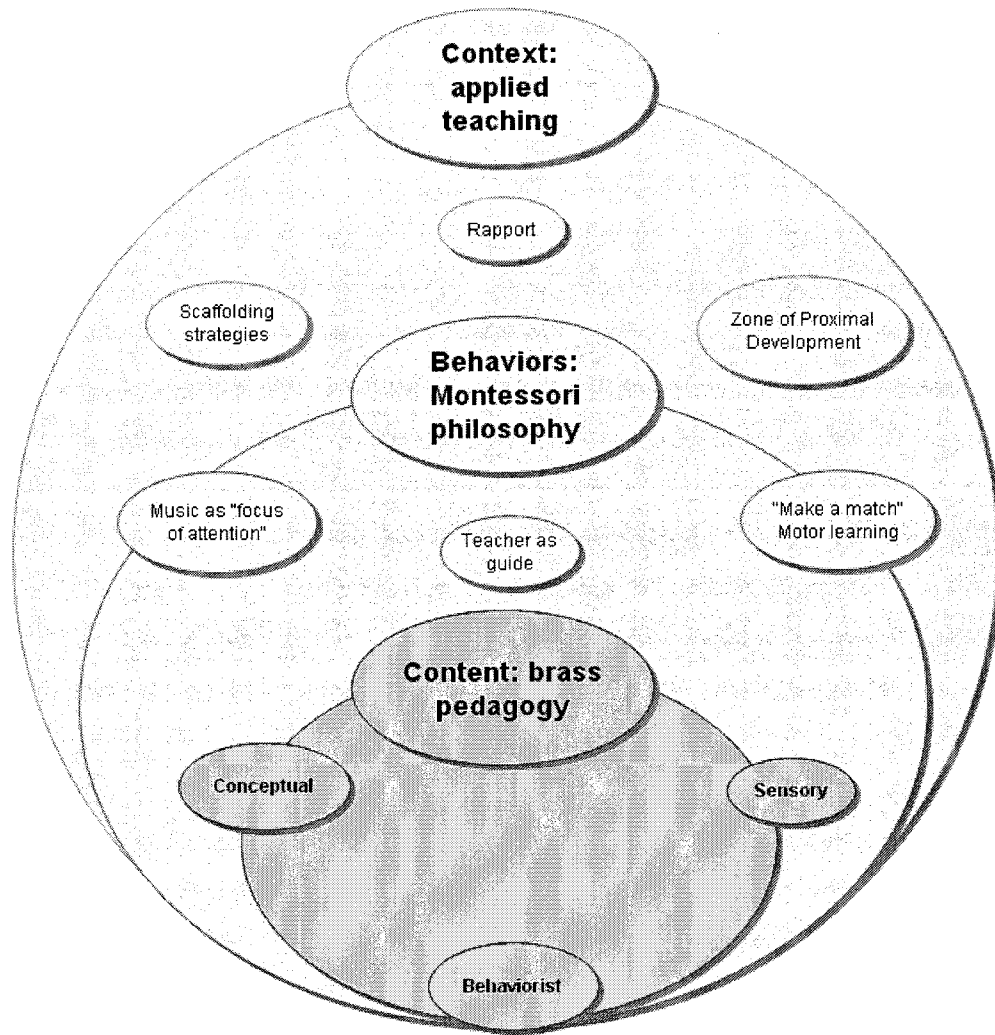 Context:
applied
teaching
Rapport
Scaffolding
strategies
Zone of Proximal
Development
Behaviors:
Montessori
philosophy
Music as "focus
of attention"
"Make a match"
Motor learning
Teacher as
guide
Content: brass
pedagogy
Conceptual
Sensory
Behaviorist